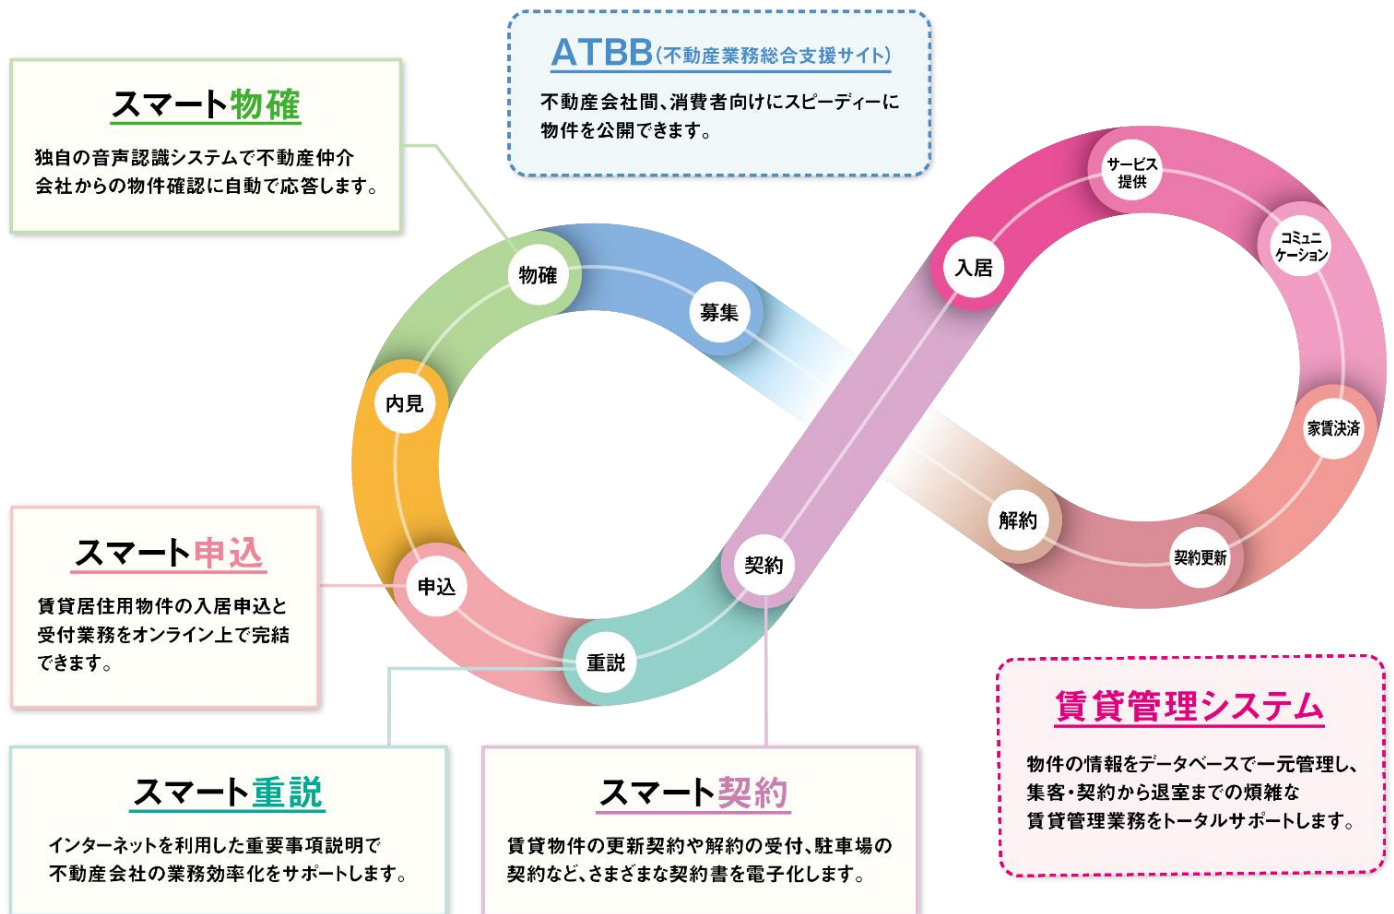 ATBB(不動産業務総合支援サイト)
不動産会社間、消費者向けにスピーディーに
物件を公開できます。
スマート物確
独自の音声認識システムで不動産仲介
会社からの物件確認に自動で応答します。
サービス
提供
コミュニ
ケーション
入居
物確
募集
内見
家賃決済
解約
契約更新
契約
申込
重説
スマート申込
賃貸居住用物件の入居申込と
受付業務をオンライン上で完結
できます。
スマート重説
インターネットを利用した重要事項説明で
不動産会社の業務効率化をサポートします。
スマート契約
賃貸物件の更新契約や解約の受付、駐車場の
契約など、さまざまな契約書を電子化します。
賃貸管理システム
物件の情報をデータベースで一元管理し、
集客・契約から退室までの煩雑な
賃貸管理業務をトータルサポートします。